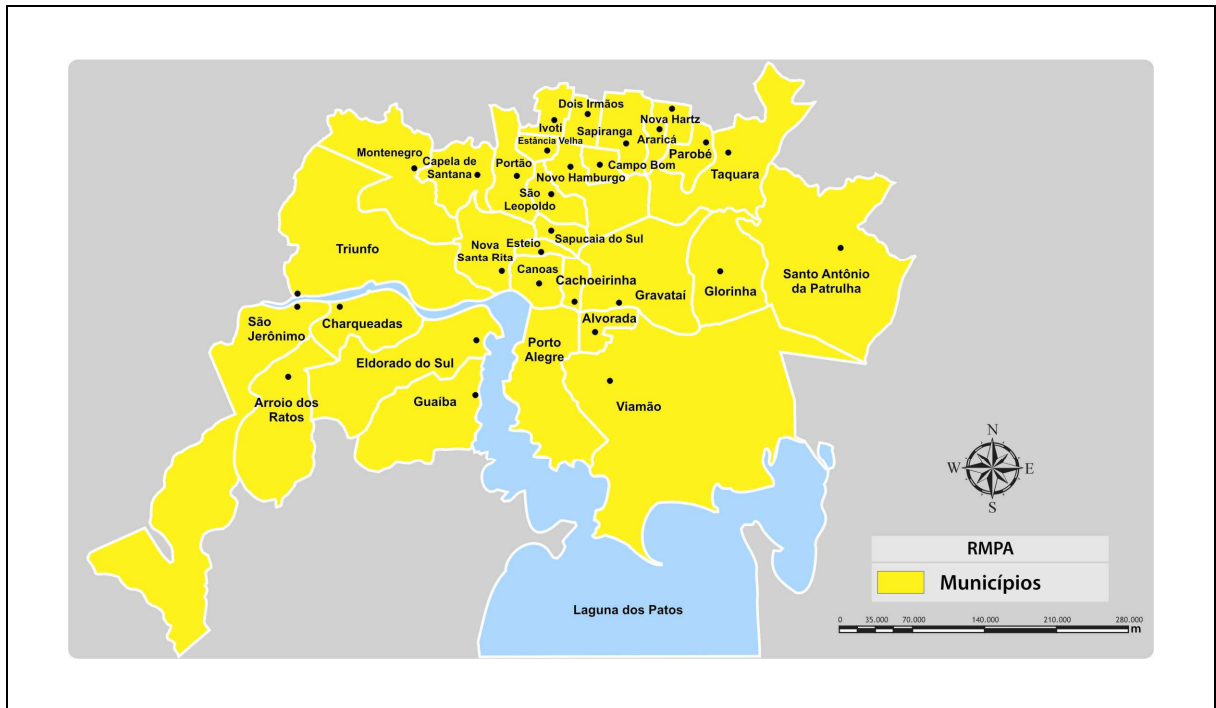 Dois Irmãos
Ivoti
Nova Hartz
Sapiranga
Araricá
Estância Velha
Montenegro
Capela de
Santana
Portão
Campo Bom
Parobé
Novo Hamburgo
Taquara
São
Leopoldo
Sapucaia do Sul
Esteio
Nova
Santa Rita
Triunfo
Canoas
Cachoeirinha
Gravataí
Glorinha
Santo Antônio
da Patrulha
São
Jerônimo
Charqueadas
Alvorada
Porto
Alegre
Eldorado do Sul
Guaíba
Viamão
Arroio dos
Ratos
N
W
E
S
RMPA
Municípios
Laguna dos Patos
0 35.000 70.000 140.000 210.000 280.000
m